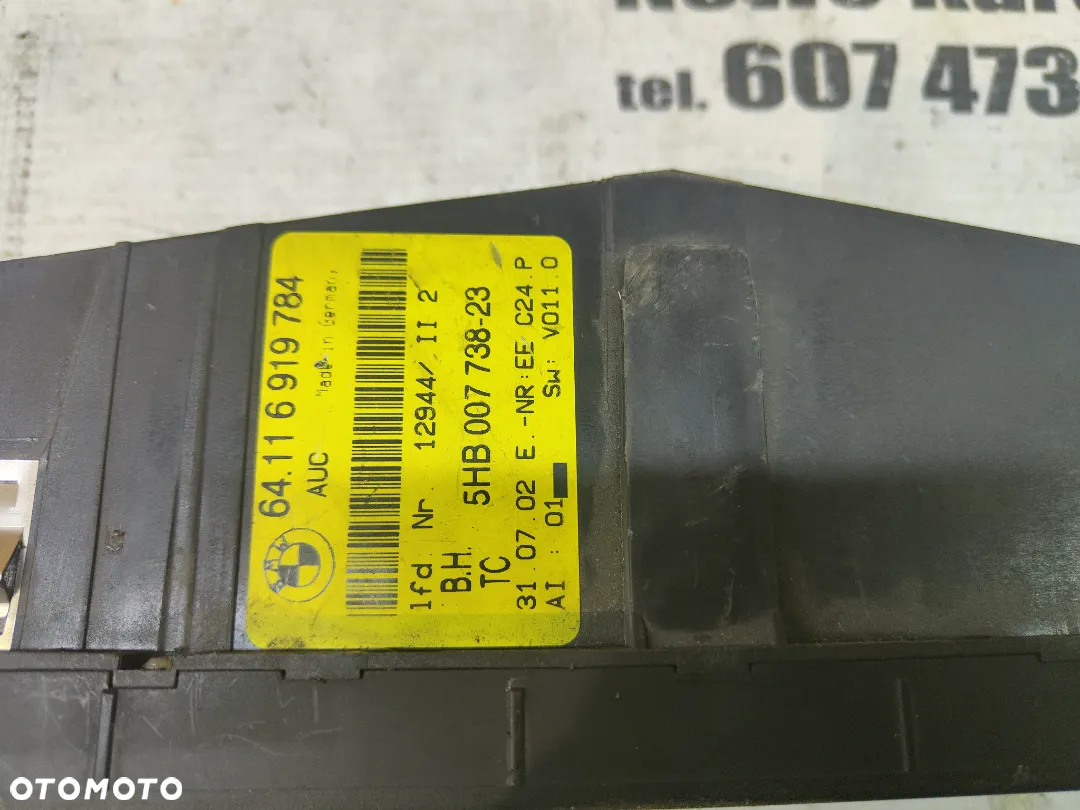 tel. 607 473
64.11 6 919 784
AUC Made in Germany
BMW
lfd. Nr. 12944/ II 2
B.H. 5HB 007 738-23
TC
31.07.02 E.-NR:EE C24.P
AI : 01 SW: V011.0
OTOMOTO